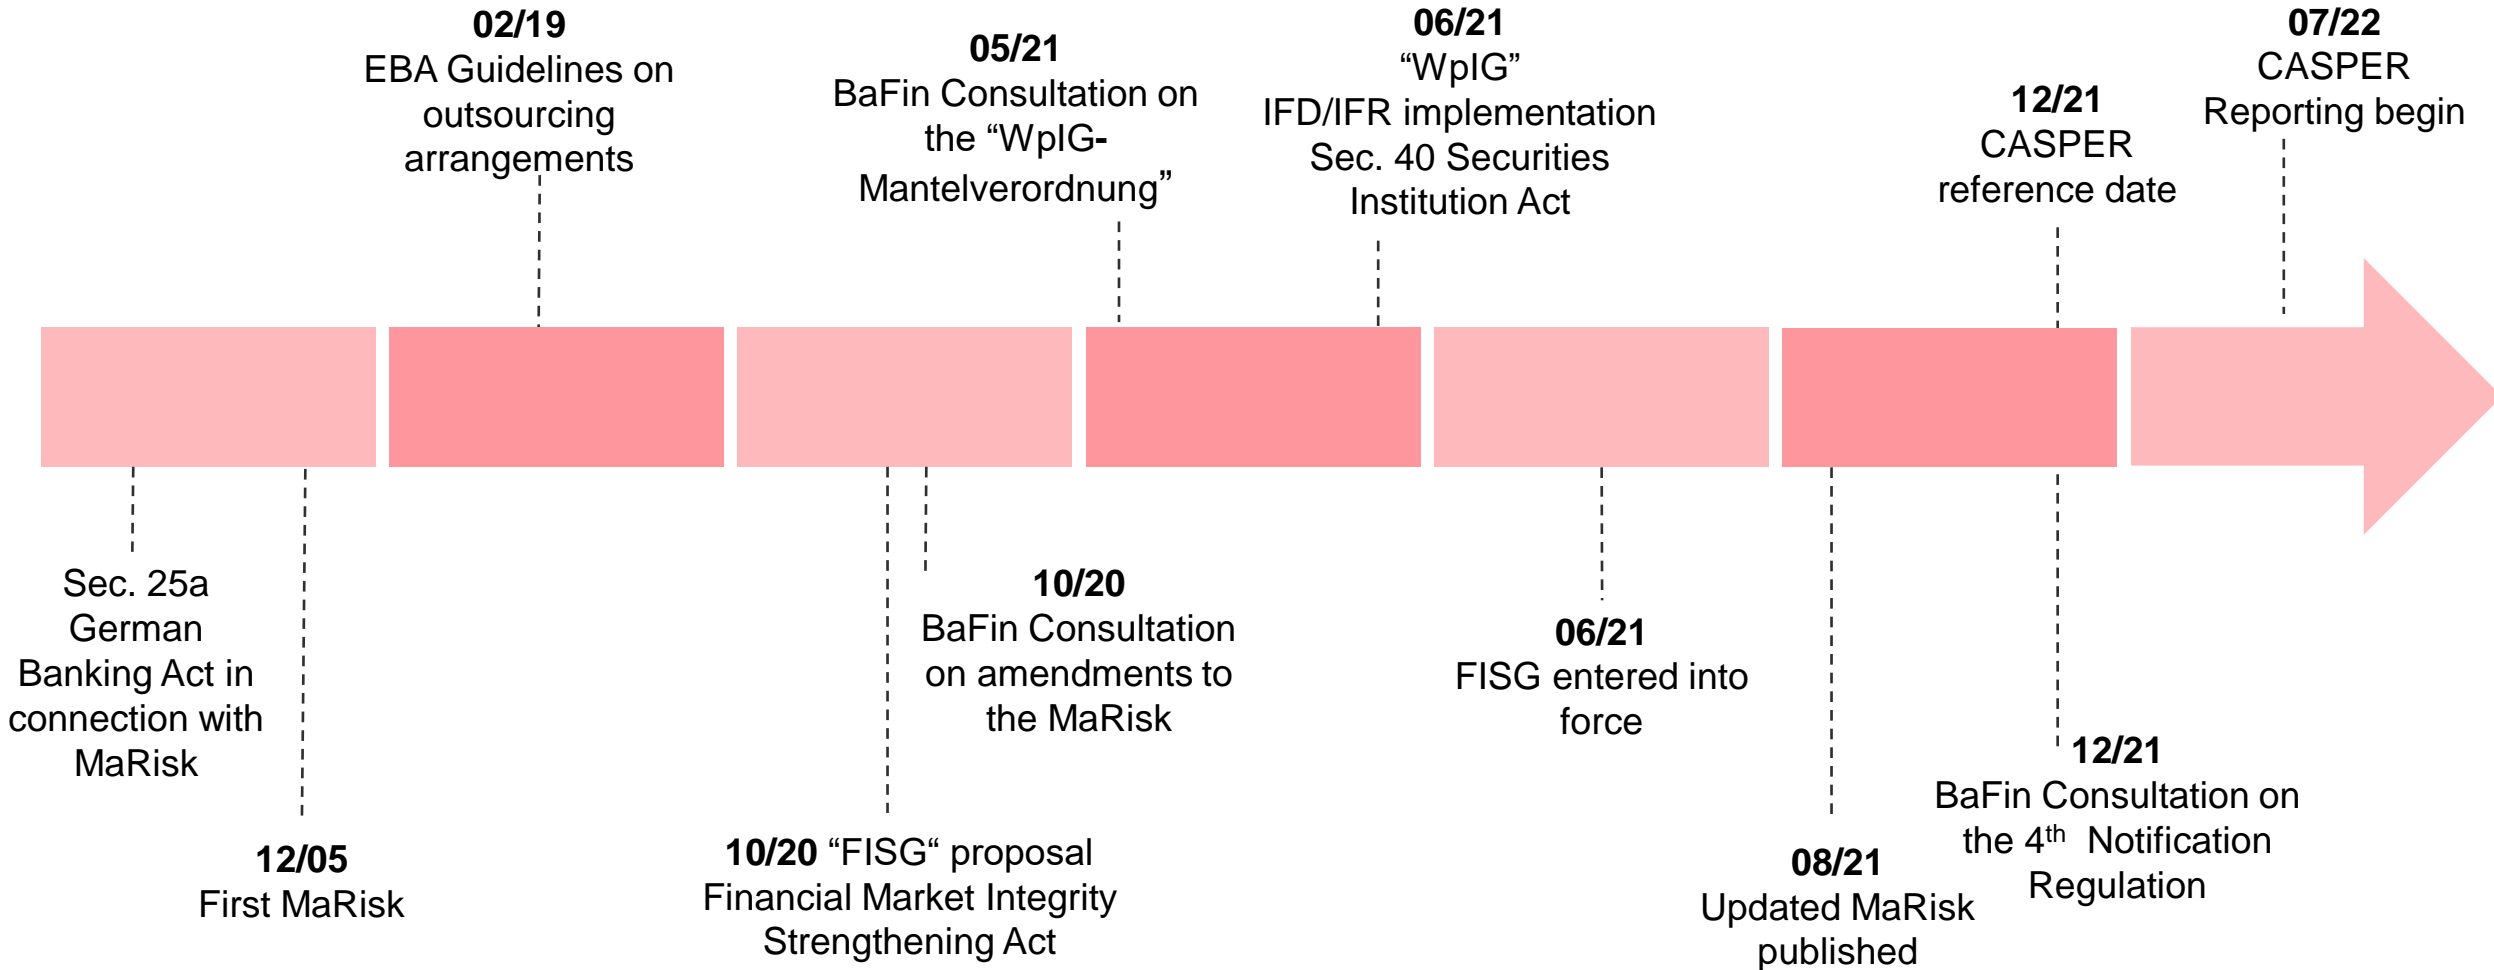 02/19
EBA Guidelines on
outsourcing
arrangements
05/21
BaFin Consultation on
the “WpIG-
Mantelverordnung”
06/21
“WpIG”
IFD/IFR implementation
Sec. 40 Securities
Institution Act
12/21
CASPER
reference date
07/22
CASPER
Reporting begin
Sec. 25a
German
Banking Act in
connection with
MaRisk
12/05
First MaRisk
10/20 “FISG“ proposal
Financial Market Integrity
Strengthening Act
10/20
BaFin Consultation
on amendments to
the MaRisk
06/21
FISG entered into
force
08/21
Updated MaRisk
published
12/21
BaFin Consultation on
the 4th Notification
Regulation